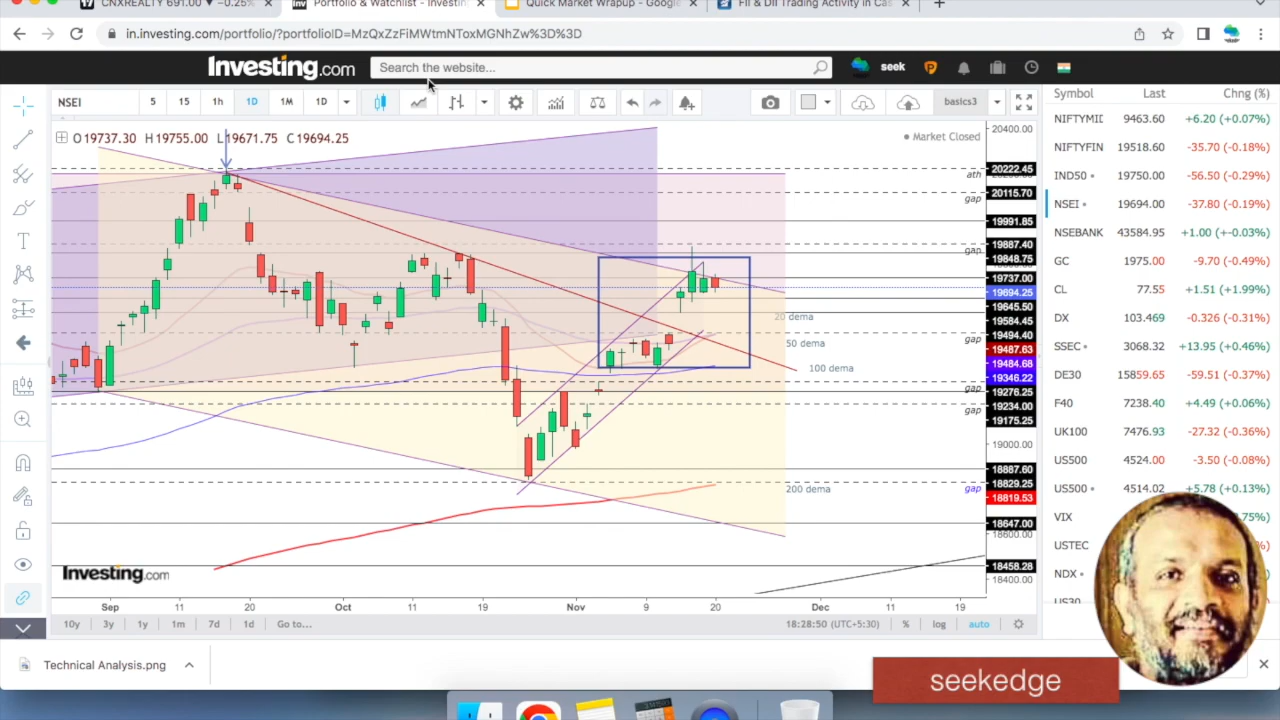 CNXREALTY 691.00 ▼ -0.25%
Portfolio & Watchlist - Investin
Quick Market Wrapup - Google
FII & DII Trading Activity in Cas
in.investing.com/portfolio/?portfolioID=MzQxZzFiMWtmNToxMGNhZw%3D%3D
Investing.com
Search the website...
seek
NSEI
5 15 1h 1D 1M 1D
basics3
O19737.30 H19755.00 L19671.75 C19694.25
Market Closed
20400.00
20222.45
ath
20115.70
gap
19991.85
19887.40
gap
19848.75
19737.00
19694.25
19645.50
20 dema
19584.45
19494.40
gap
50 dema
19487.63
19484.68
100 dema
19346.22
gap
19276.25
19234.00
gap
19175.25
19000.00
18887.60
18829.25
200 dema
gap
18819.53
18647.00
18600.00
18458.28
18400.00
Investing.com
Sep 11 20 Oct 11 19 Nov 9 20 Dec 11 19
10y 3y 1y 1m 7d 1d Go to...
18:28:50 (UTC+5:30) % log auto
Symbol Last Chng (%)
NIFTYMII 9463.60 +6.20 (+0.07%)
NIFTYFIN 19518.60 -35.70 (-0.18%)
IND50 19750.00 -56.50 (-0.29%)
NSEI 19694.00 -37.80 (-0.19%)
NSEBANK 43584.95 +1.00 (+-0.03%)
GC 1975.00 -9.70 (-0.49%)
CL 77.55 +1.51 (+1.99%)
DX 103.469 -0.326 (-0.31%)
SSEC 3068.32 +13.95 (+0.46%)
DE30 15859.65 -59.51 (-0.37%)
F40 7238.40 +4.49 (+0.06%)
UK100 7476.93 -27.32 (-0.36%)
US500 4524.00 -3.50 (-0.08%)
US500 4514.02 +5.78 (+0.13%)
VIX
USTEC
NDX
US30
Technical Analysis.png
seekedge